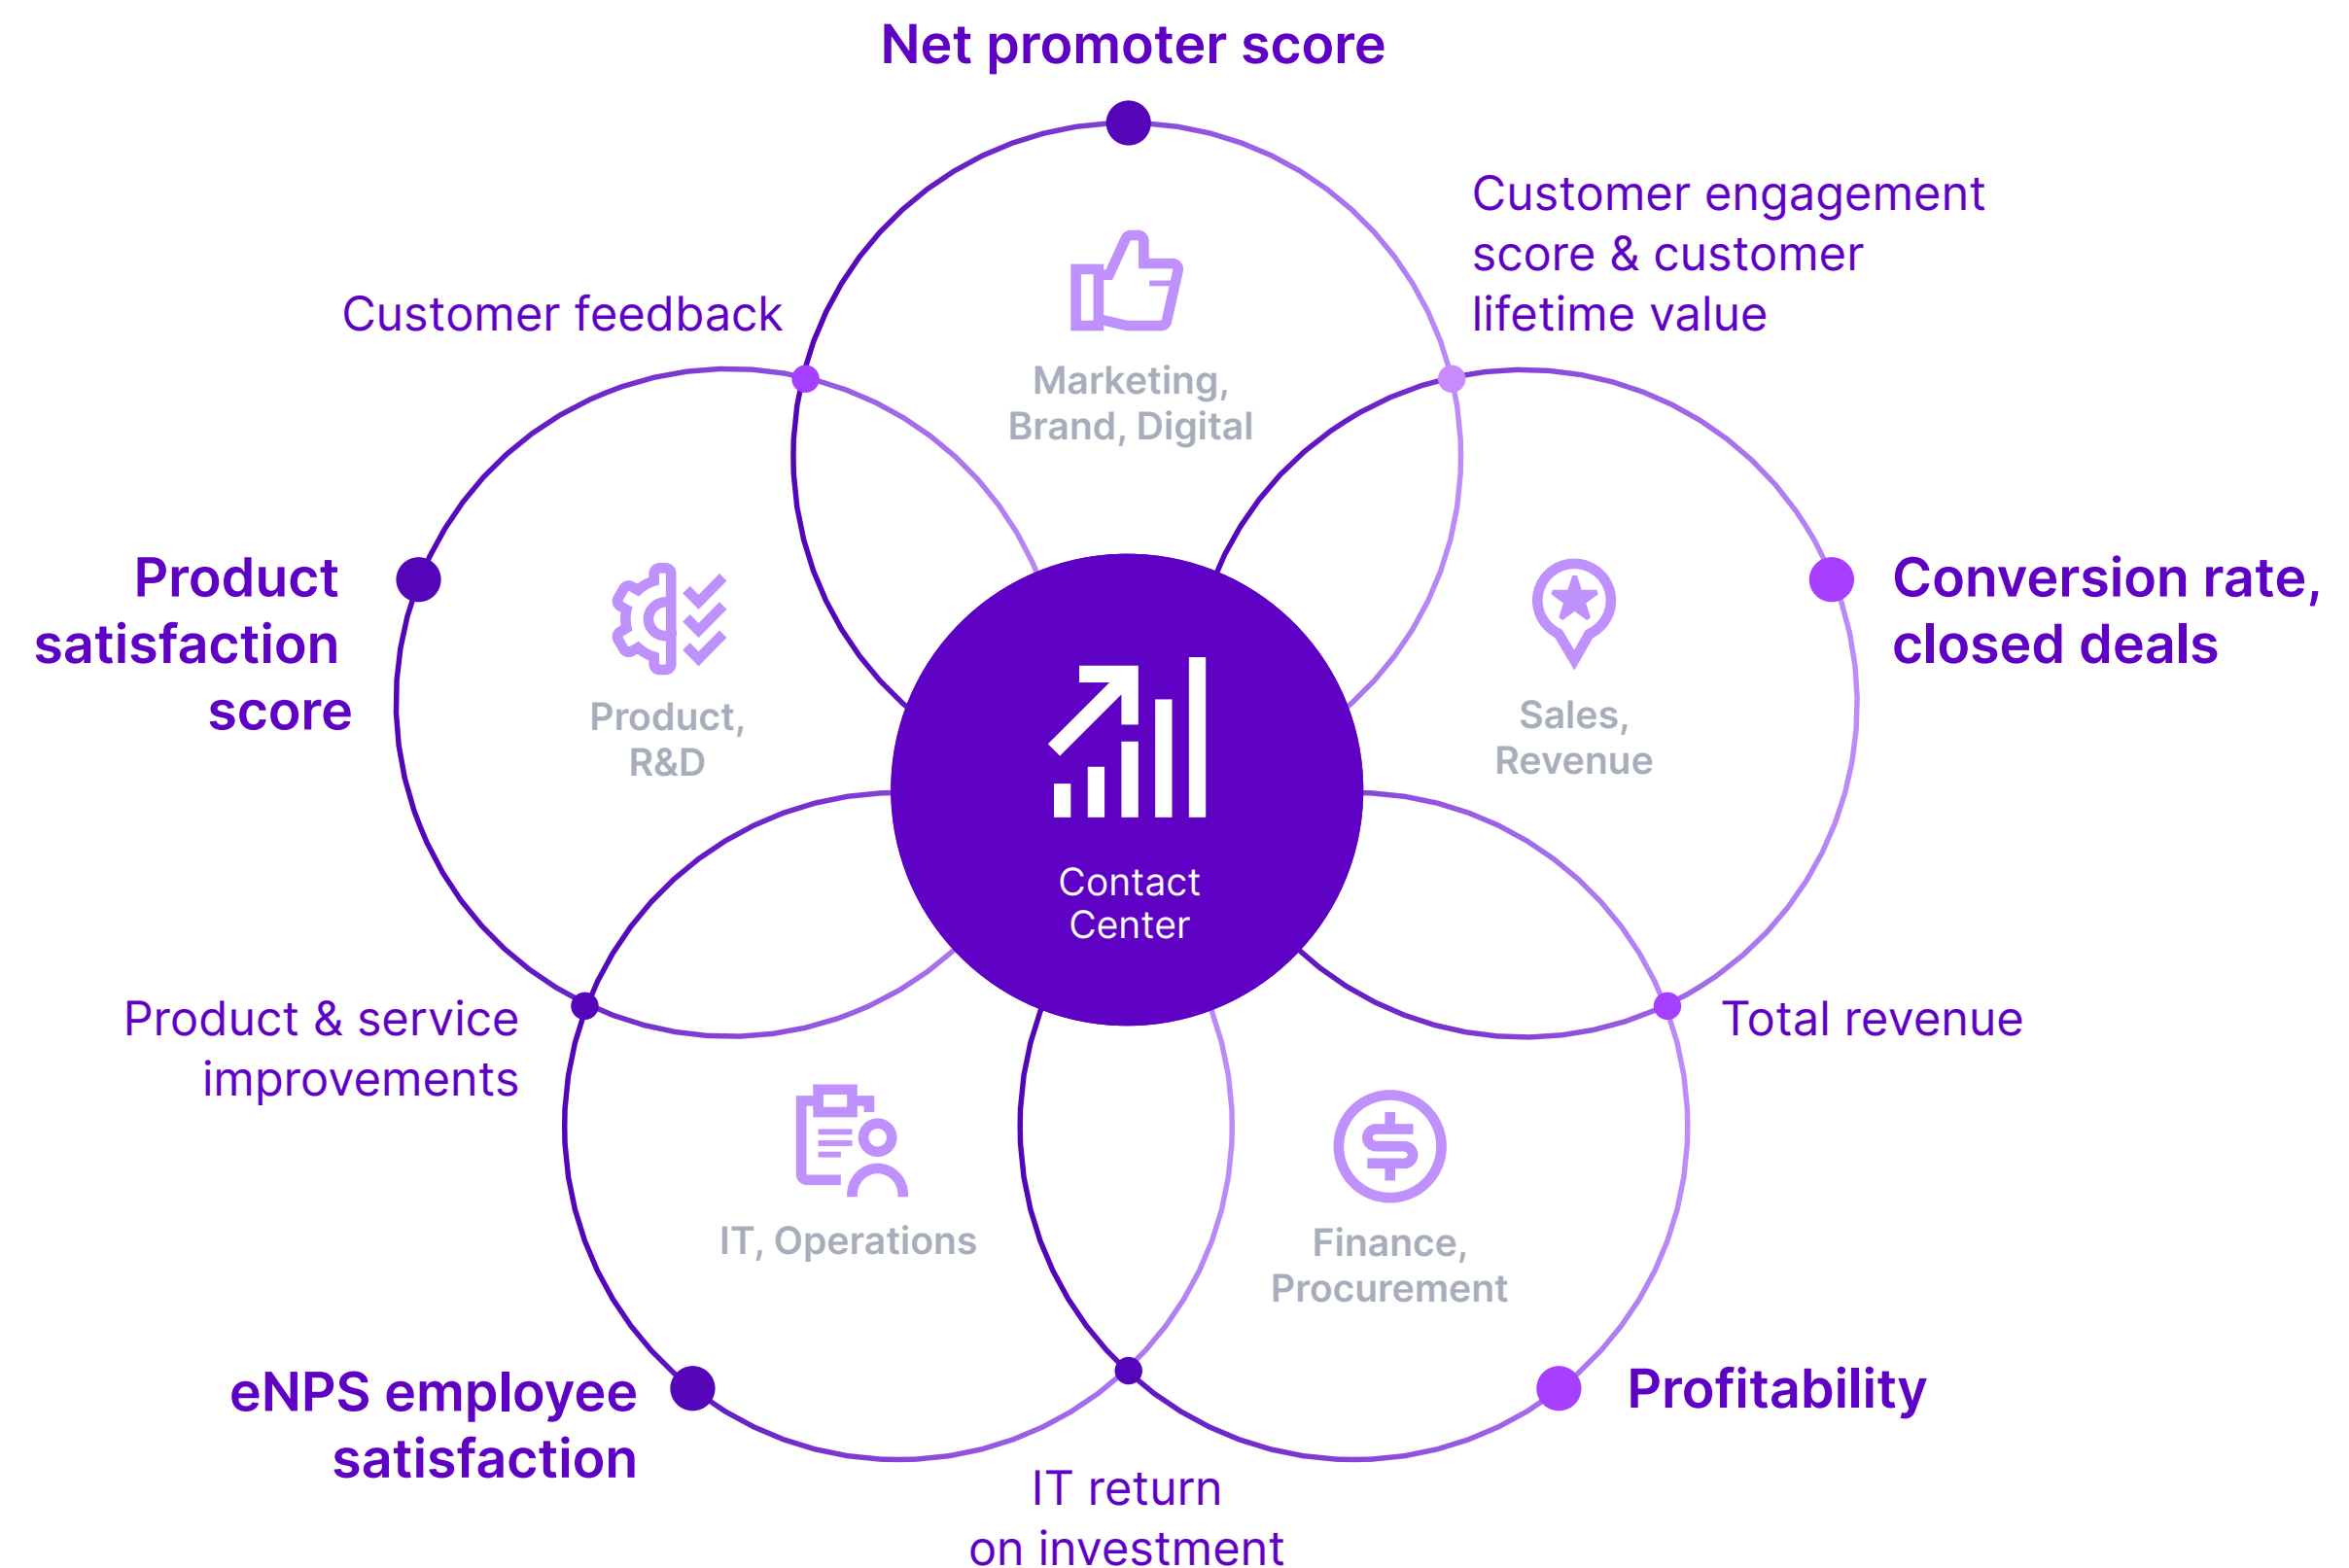 Net promoter score
Customer engagement
score & customer
lifetime value
Customer feedback
Marketing,
Brand, Digital
Product
satisfaction
score
Conversion rate,
closed deals
Product,
R&D
Sales,
Revenue
Contact
Center
Product & service
improvements
Total revenue
IT, Operations
Finance,
Procurement
eNPS employee
satisfaction
Profitability
IT return
on investment